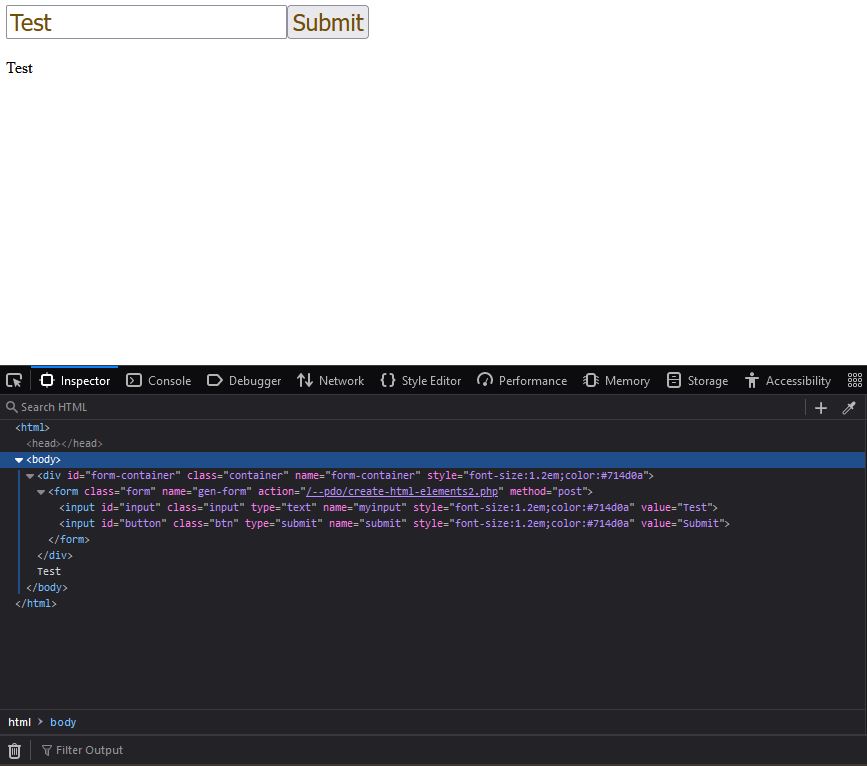 Test Submit
Test
Inspector Console Debugger Network Style Editor Performance Memory Storage Accessibility
Search HTML
<html>
<head></head>
<body>
<div id="form-container" class="container" name="form-container" style="font-size:1.2em;color:#714d0a">
<form class="form" name="gen-form" action="/--pdo/create-html-elements2.php" method="post">
<input id="input" class="input" type="text" name="myinput" style="font-size:1.2em;color:#714d0a" value="Test">
<input id="button" class="btn" type="submit" name="submit" style="font-size:1.2em;color:#714d0a" value="Submit">
</form>
</div>
Test
</body>
</html>
html > body
Filter Output